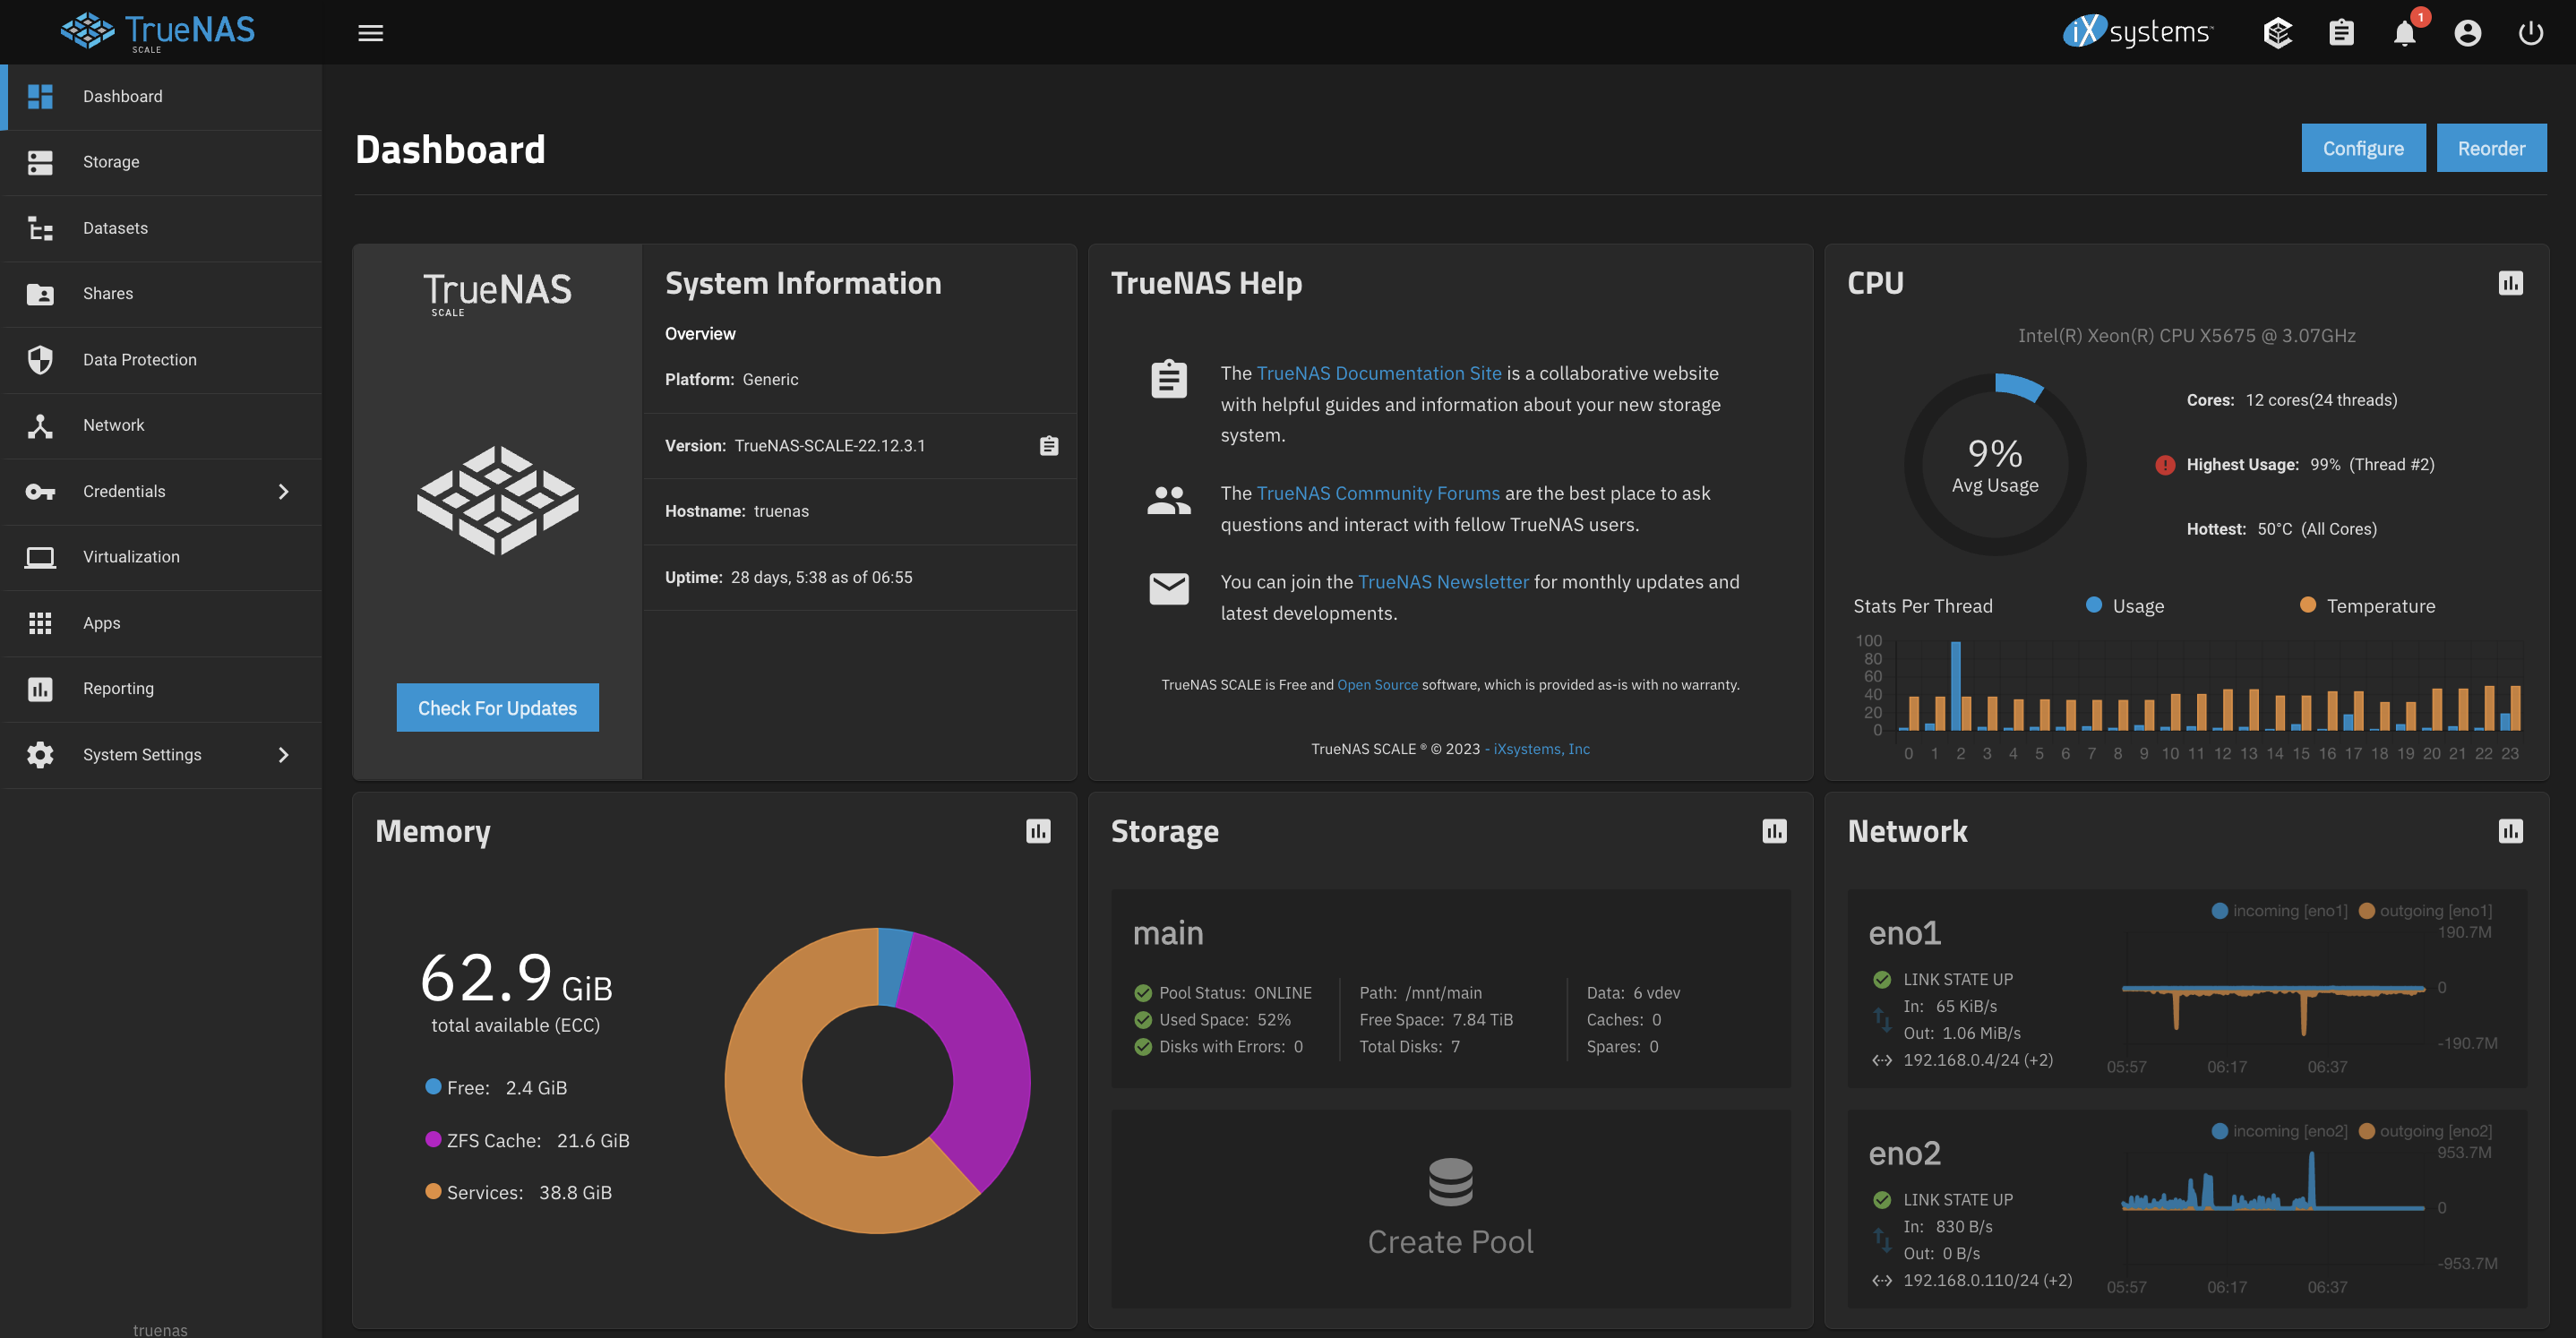 TrueNAS
SCALE
iXsystems™
1
Dashboard
Storage
Datasets
Shares
Data Protection
Network
Credentials
Virtualization
Apps
Reporting
System Settings
truenas
Dashboard
Configure
Reorder
TrueNAS
SCALE
Check For Updates
System Information
Overview
Platform: Generic
Version: TrueNAS-SCALE-22.12.3.1
Hostname: truenas
Uptime: 28 days, 5:38 as of 06:55
TrueNAS Help
The TrueNAS Documentation Site is a collaborative website
with helpful guides and information about your new storage
system.
The TrueNAS Community Forums are the best place to ask
questions and interact with fellow TrueNAS users.
You can join the TrueNAS Newsletter for monthly updates and
latest developments.
TrueNAS SCALE is Free and Open Source software, which is provided as-is with no warranty.
TrueNAS SCALE ® © 2023 - iXsystems, Inc
CPU
Intel(R) Xeon(R) CPU X5675 @ 3.07GHz
9%
Avg Usage
Cores: 12 cores(24 threads)
Highest Usage: 99% (Thread #2)
Hottest: 50°C (All Cores)
Stats Per Thread
Usage
Temperature
100
80
60
40
20
0
0 1 2 3 4 5 6 7 8 9 10 11 12 13 14 15 16 17 18 19 20 21 22 23
Memory
62.9 GiB
total available (ECC)
Free: 2.4 GiB
ZFS Cache: 21.6 GiB
Services: 38.8 GiB
Storage
main
Pool Status: ONLINE
Used Space: 52%
Disks with Errors: 0
Path: /mnt/main
Free Space: 7.84 TiB
Total Disks: 7
Data: 6 vdev
Caches: 0
Spares: 0
Create Pool
Network
eno1
LINK STATE UP
In: 65 KiB/s
Out: 1.06 MiB/s
192.168.0.4/24 (+2)
incoming [eno1] outgoing [eno1]
190.7M
0
-190.7M
05:57 06:17 06:37
eno2
LINK STATE UP
In: 830 B/s
Out: 0 B/s
192.168.0.110/24 (+2)
incoming [eno2] outgoing [eno2]
953.7M
0
-953.7M
05:57 06:17 06:37